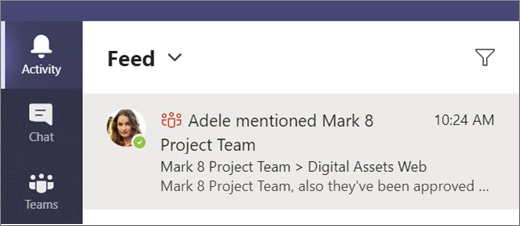 Activity
Chat
Teams
Feed
Adele mentioned Mark 8 10:24 AM
Project Team
Mark 8 Project Team > Digital Assets Web
Mark 8 Project Team, also they've been approved ...